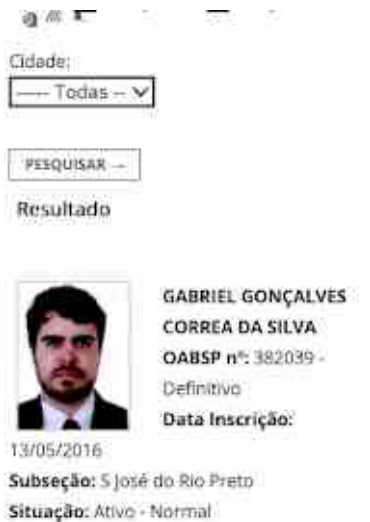 Cidade:
----- Todas -- 
PESQUISAR →
Resultado
GABRIEL GONÇALVES
CORREA DA SILVA
OABSP nº: 382039 -
Definitivo
Data Inscrição:
13/05/2016
Subseção: S José do Rio Preto
Situação: Ativo - Normal